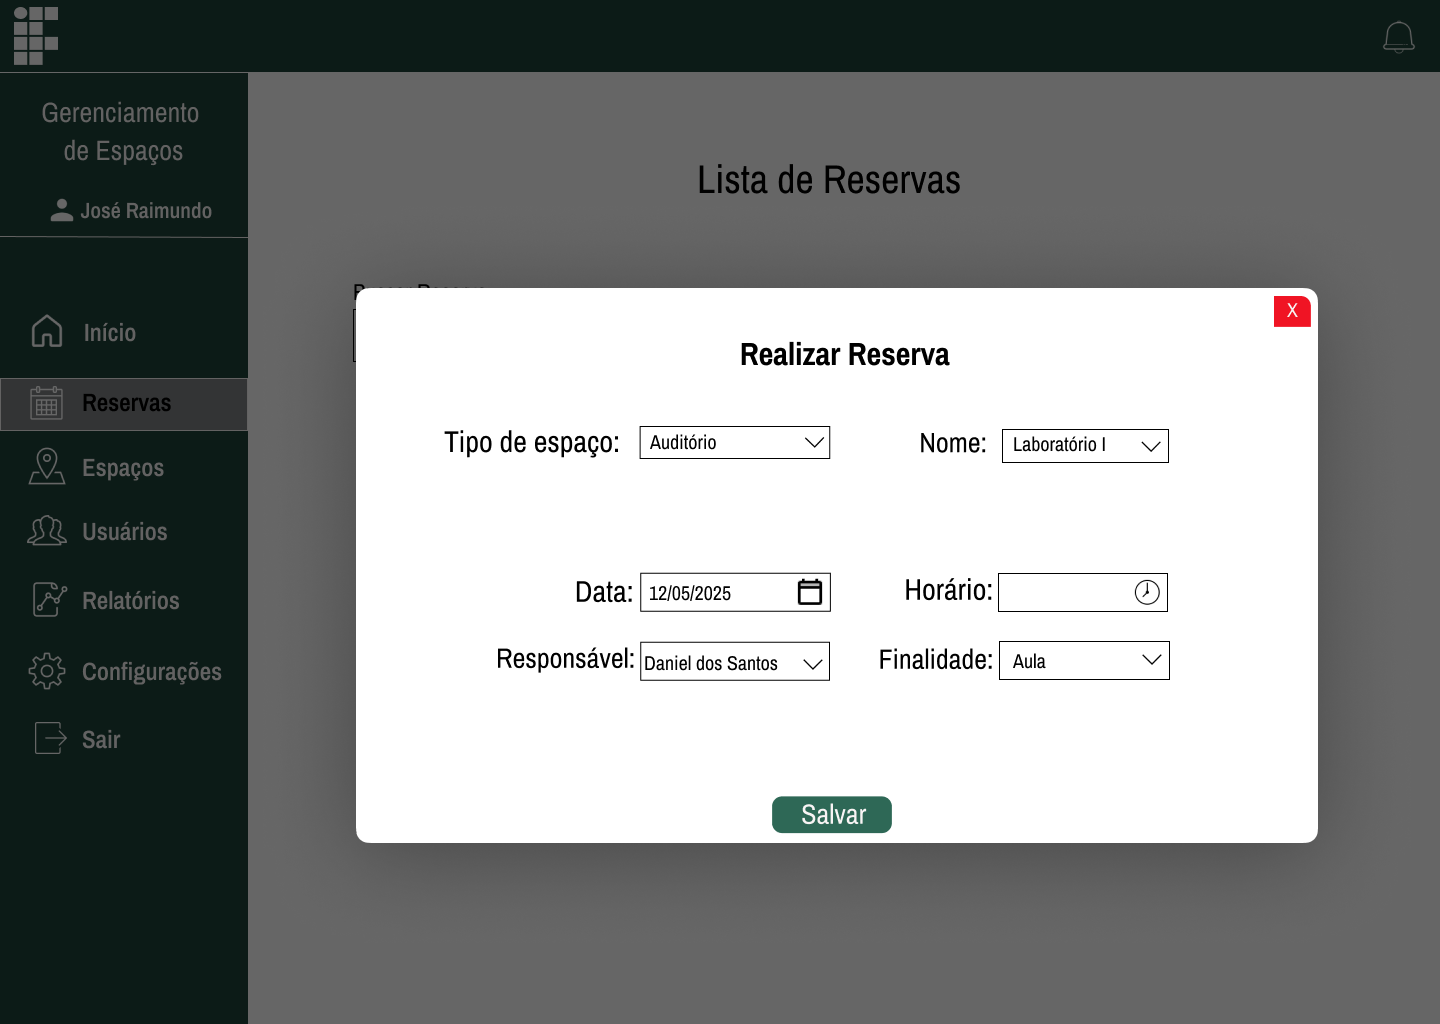 Gerenciamento
de Espaços
José Raimundo
Início
Reservas
Espaços
Usuários
Relatórios
Configurações
Sair
Lista de Reservas
X
Realizar Reserva
Tipo de espaço: Auditório
Nome: Laboratório I
Data: 12/05/2025
Horário:
Responsável: Daniel dos Santos
Finalidade: Aula
Salvar